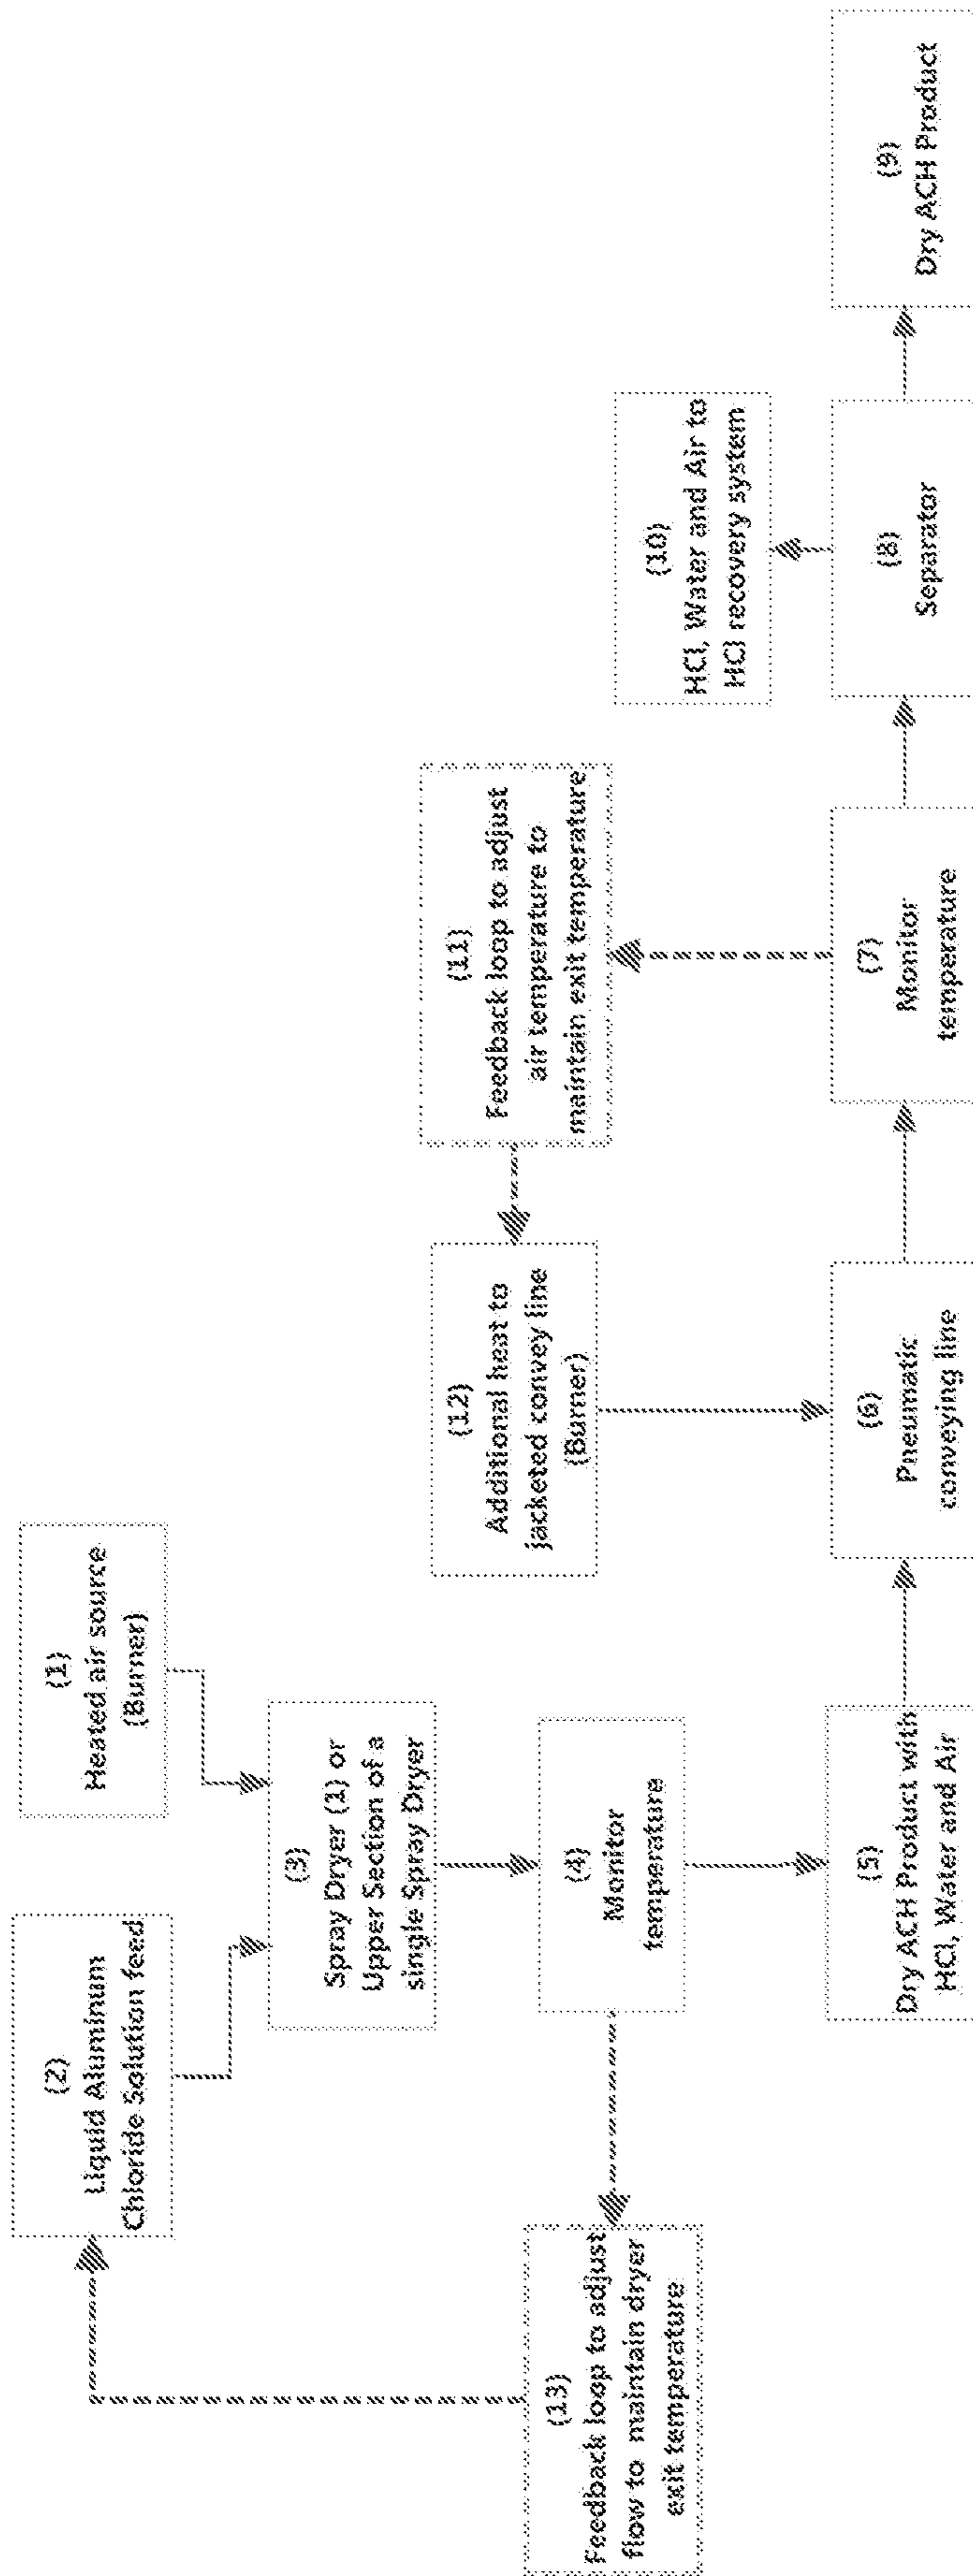 (1)
Heated air source
(Burner)
(2)
Liquid Aluminum
Chloride Solution feed
(3)
Spray Dryer (1) or
Upper Section of a
single Spray Dryer
(4)
Monitor
temperature
(13)
Feedback loop to adjust
flow to maintain dryer
exit temperature
(5)
Dry ACH Product with
HCl, Water and Air
(6)
Pneumatic
conveying line
(12)
Additional heat to
jacketed convey line
(Burner)
(11)
Feedback loop to adjust
air temperature to
maintain exit temperature
(7)
Monitor
temperature
(8)
Separator
(10)
HCl, Water and Air to
HCl recovery system
(9)
Dry ACH Product